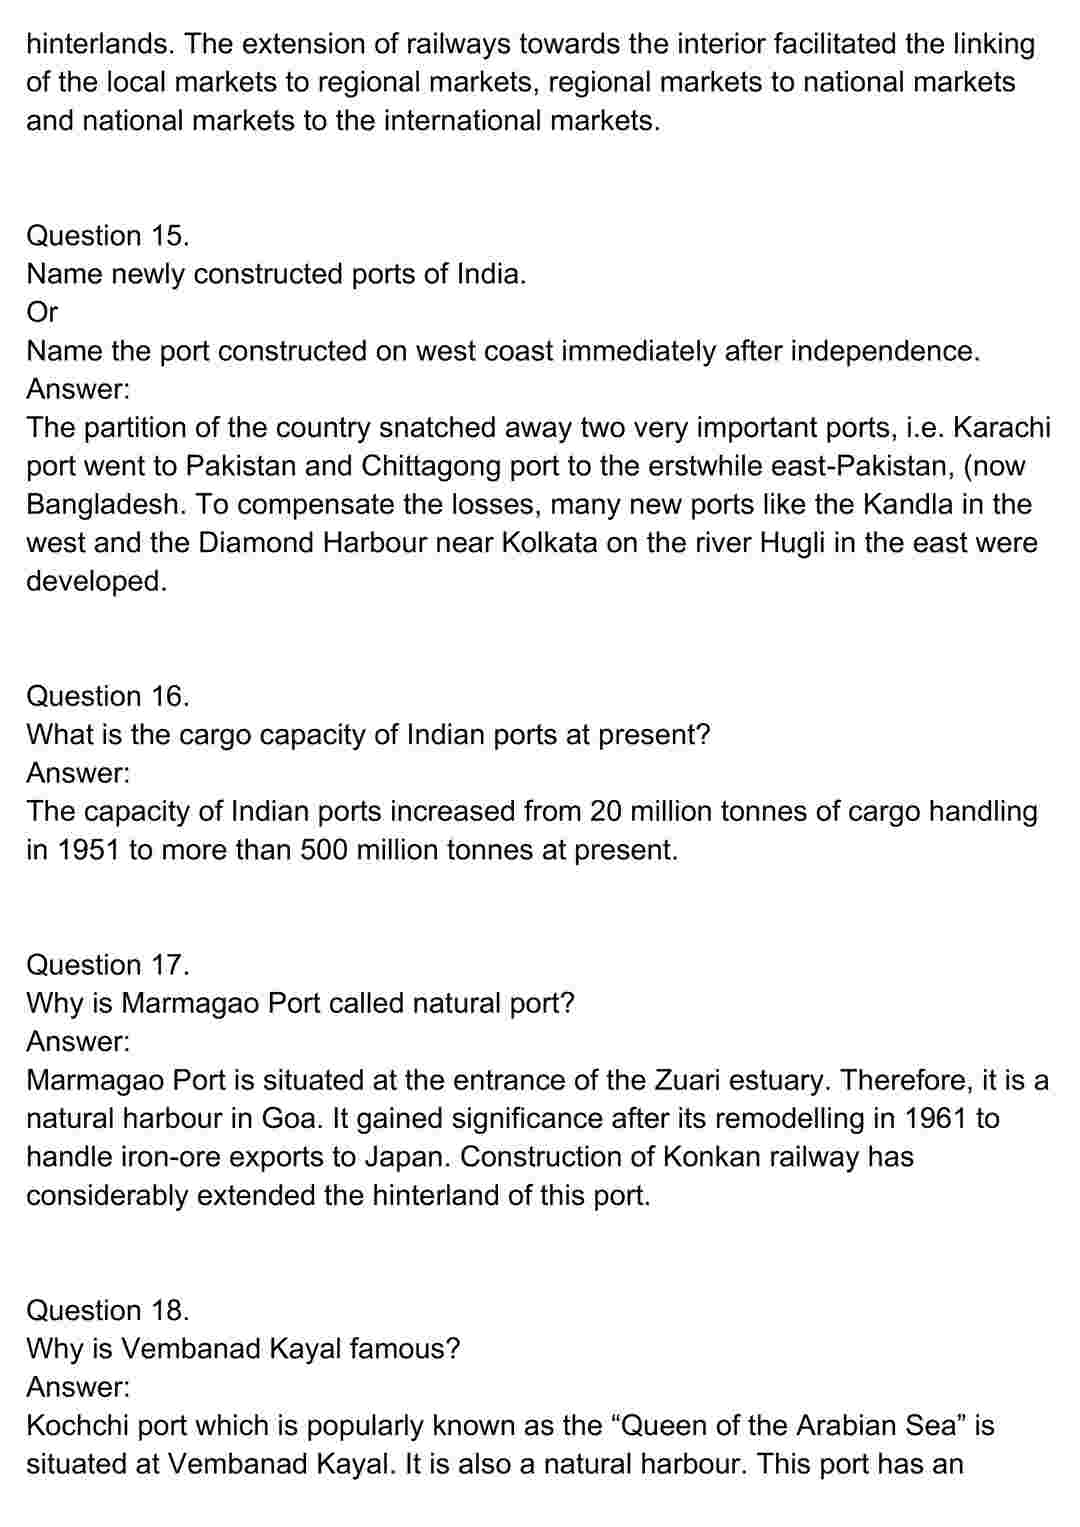 hinterlands. The extension of railways towards the interior facilitated the linking
of the local markets to regional markets, regional markets to national markets
and national markets to the international markets.
Question 15.
Name newly constructed ports of India.
Or
Name the port constructed on west coast immediately after independence.
Answer:
The partition of the country snatched away two very important ports, i.e. Karachi
port went to Pakistan and Chittagong port to the erstwhile east-Pakistan, (now
Bangladesh. To compensate the losses, many new ports like the Kandla in the
west and the Diamond Harbour near Kolkata on the river Hugli in the east were
developed.
Question 16.
What is the cargo capacity of Indian ports at present?
Answer:
The capacity of Indian ports increased from 20 million tonnes of cargo handling
in 1951 to more than 500 million tonnes at present.
Question 17.
Why is Marmagao Port called natural port?
Answer:
Marmagao Port is situated at the entrance of the Zuari estuary. Therefore, it is a
natural harbour in Goa. It gained significance after its remodelling in 1961 to
handle iron-ore exports to Japan. Construction of Konkan railway has
considerably extended the hinterland of this port.
Question 18.
Why is Vembanad Kayal famous?
Answer:
Kochchi port which is popularly known as the “Queen of the Arabian Sea” is
situated at Vembanad Kayal. It is also a natural harbour. This port has an